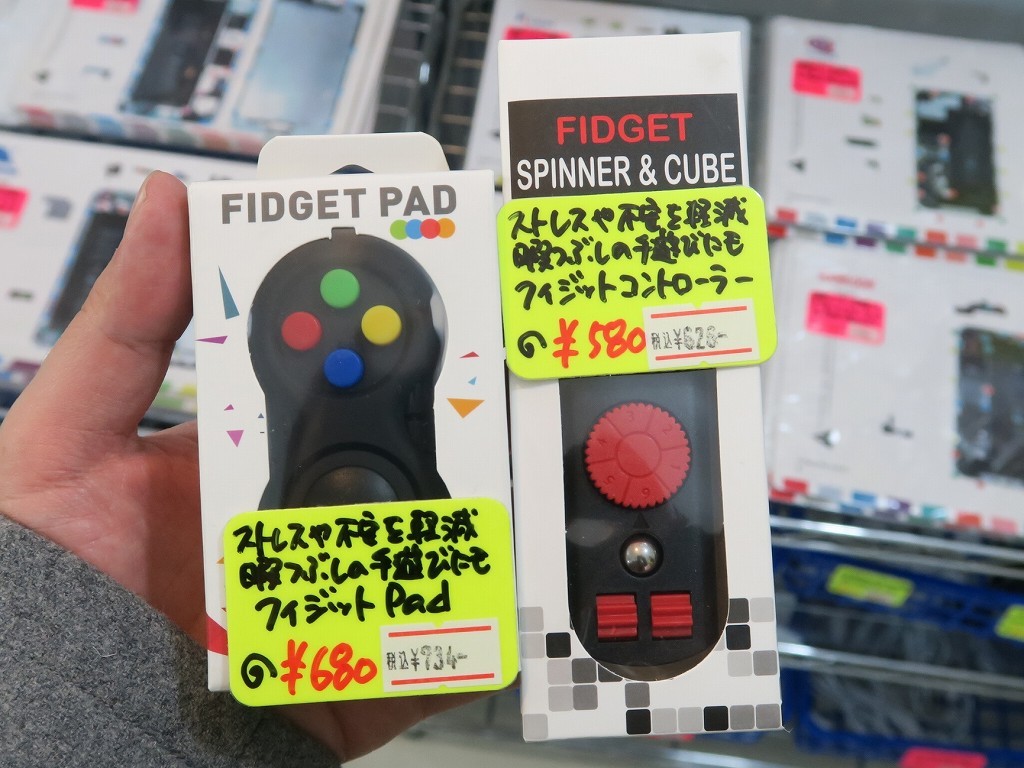 FIDGET PAD
ストレスや不安を軽減
暇つぶしの手遊びにも
フィジットPad
¥680
税込¥734-
FIDGET
SPINNER & CUBE
ストレスや不安を軽減
暇つぶしの手遊びにも
フィジットコントローラー
¥580
税込¥626-